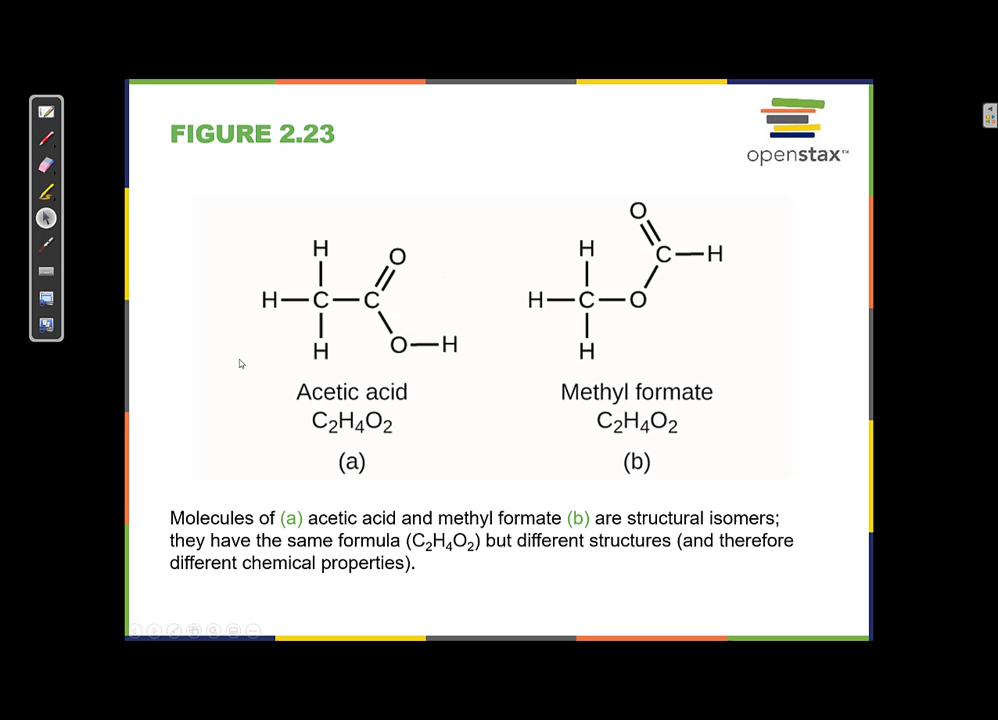 FIGURE 2.23
openstax™
H
O
H
C
C
H
O
H
O
H
C
H
H
C
O
H
Acetic acid
Methyl formate
C₂H₄O₂
C₂H₄O₂
(a)
(b)
Molecules of (a) acetic acid and methyl formate (b) are structural isomers;
they have the same formula (C₂H₄O₂) but different structures (and therefore
different chemical properties).